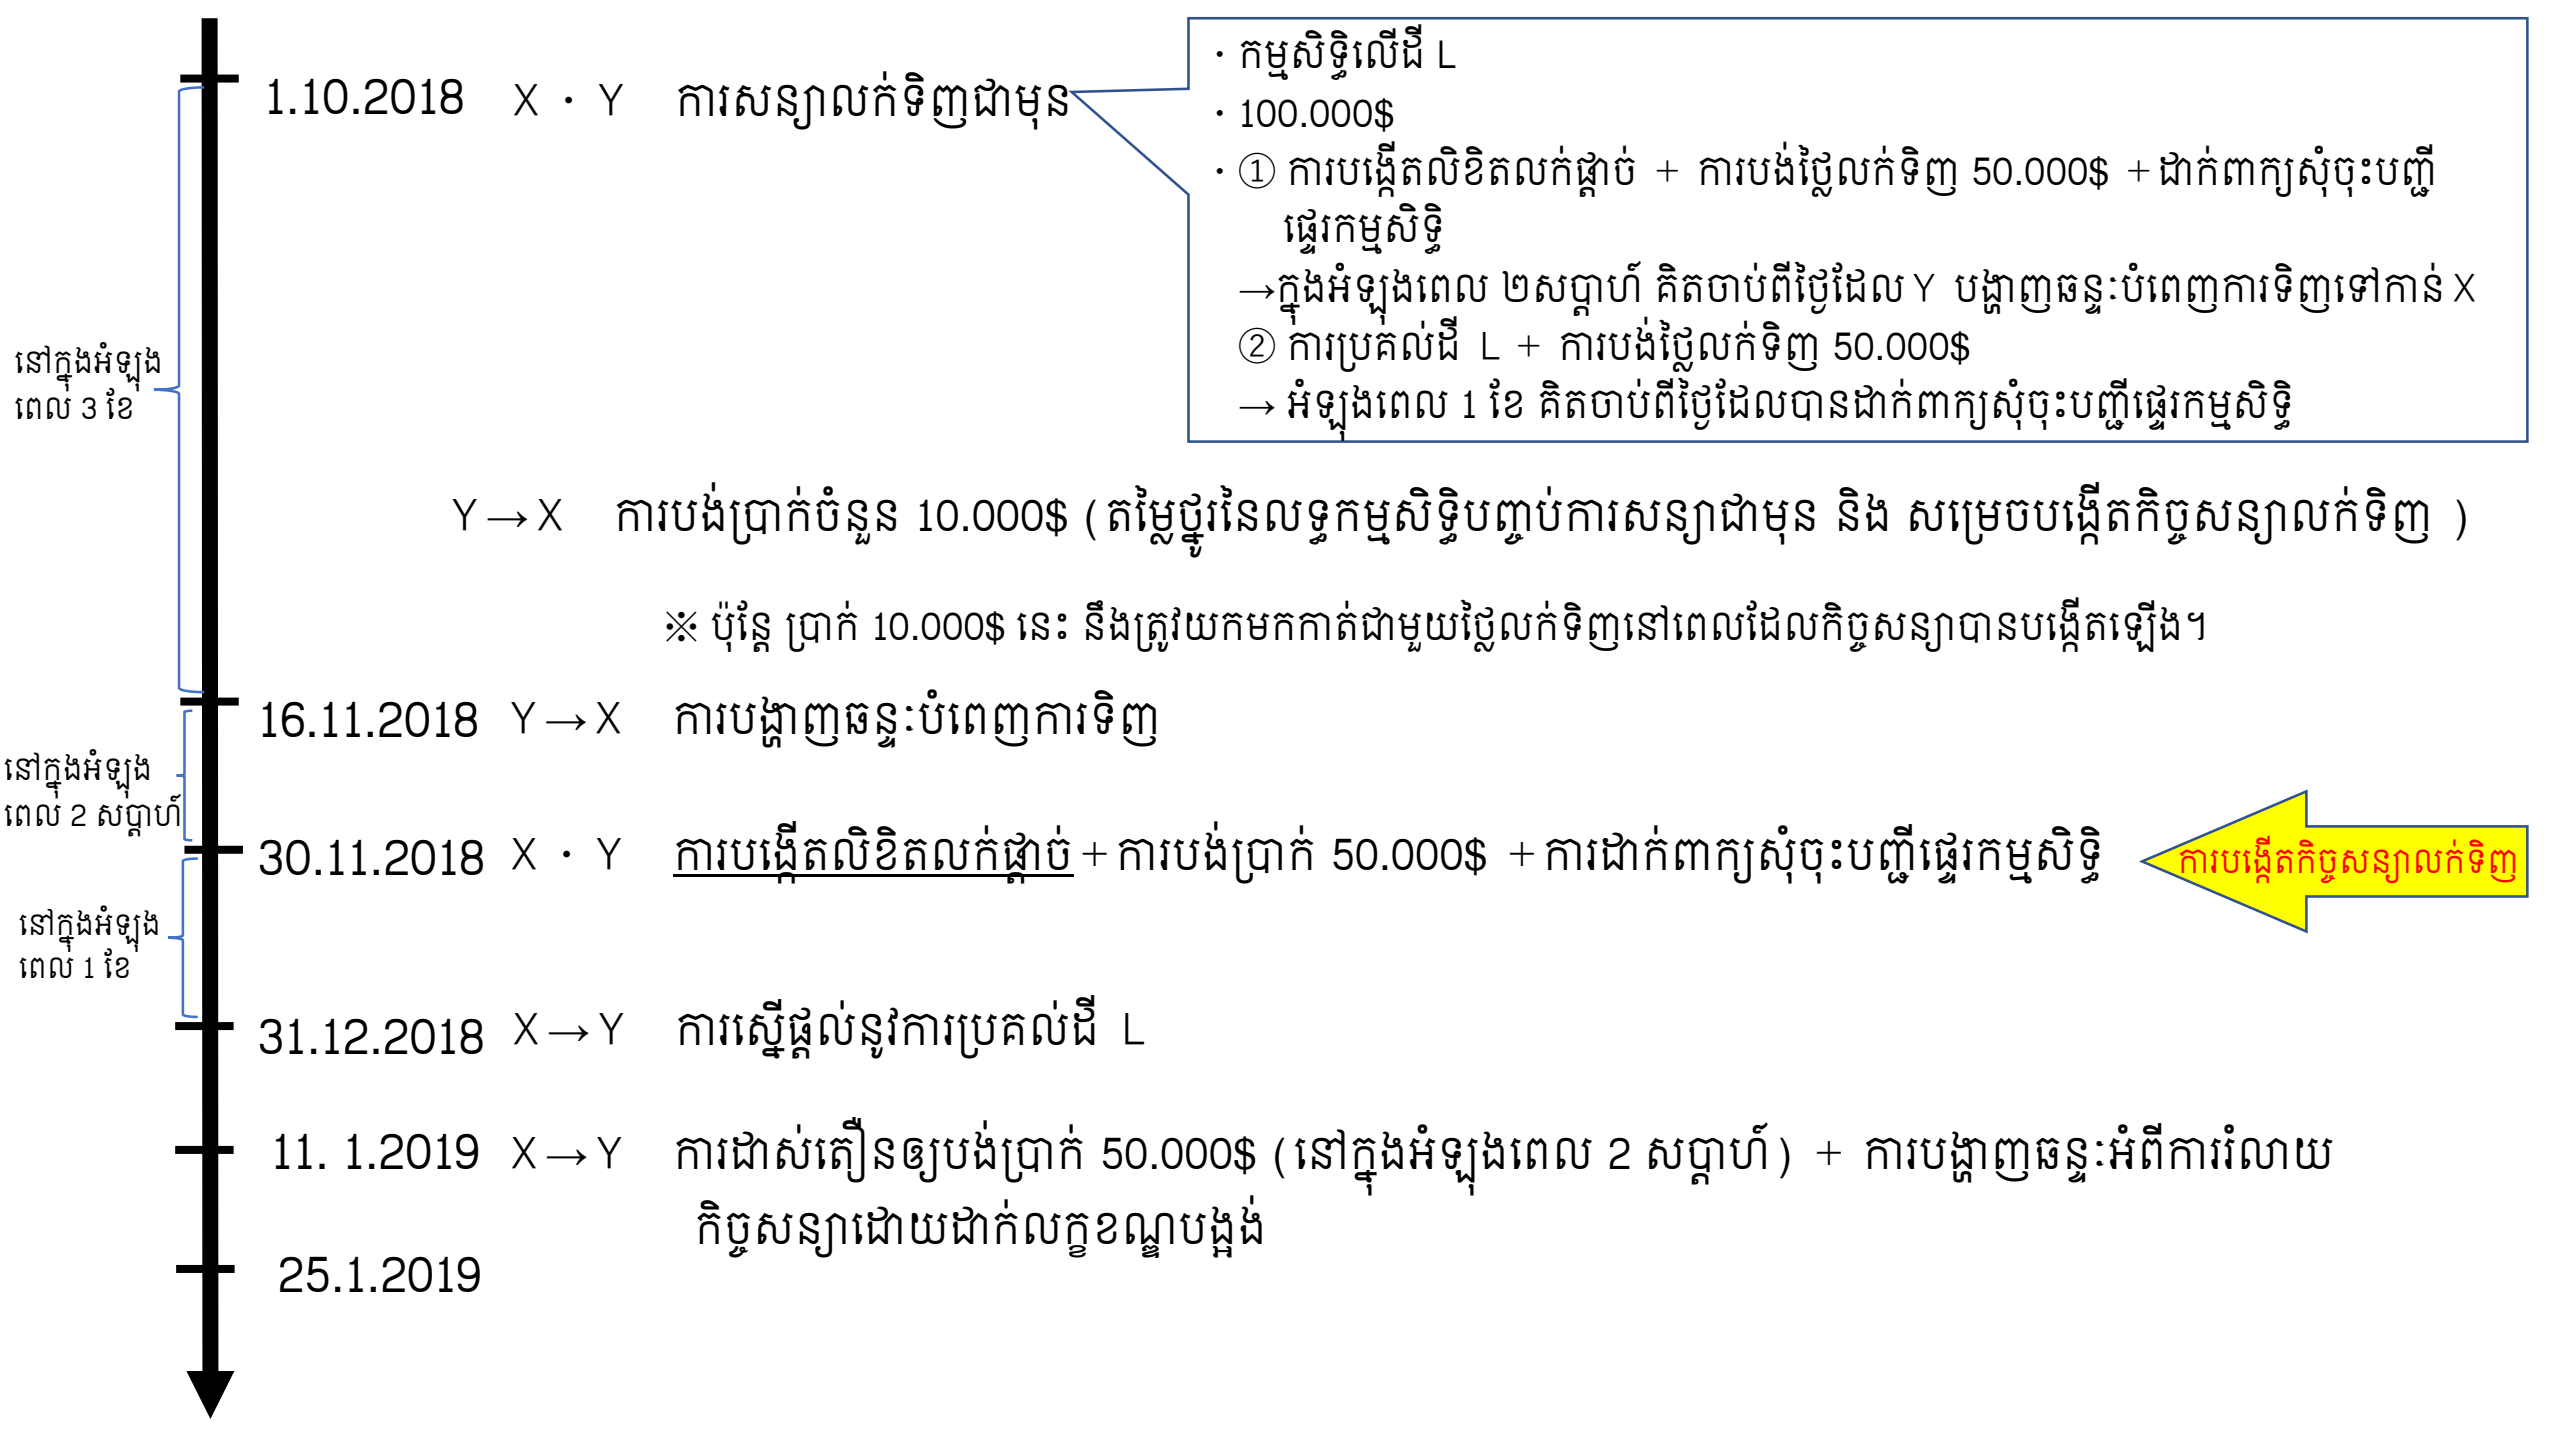 1.10.2018 X ・ Y ការសន្យាលក់ទិញជាមុន
・កម្មសិទ្ធិលើដី L
・100.000$
・① ការបង្កើតលិខិតលក់ផ្តាច់ + ការបង់ថ្លៃលក់ទិញ 50.000$ +ដាក់ពាក្យសុំចុះបញ្ជី
ផ្ទេរកម្មសិទ្ធិ
→ក្នុងអំឡុងពេល ២សប្តាហ៍ គិតចាប់ពីថ្ងៃដែល Y បង្ហាញឆន្ទៈបំពេញការទិញទៅកាន់ X
② ការប្រគល់ដី L + ការបង់ថ្លៃលក់ទិញ 50.000$
→ អំឡុងពេល 1 ខែ គិតចាប់ពីថ្ងៃដែលបានដាក់ពាក្យសុំចុះបញ្ជីផ្ទេរកម្មសិទ្ធិ
នៅក្នុងអំឡុង
ពេល 3 ខែ
Y→X ការបង់ប្រាក់ចំនួន 10.000$ (តម្លៃថ្នូរនៃលទ្ធកម្មសិទ្ធិបញ្ចប់ការសន្យាជាមុន និង សម្រេចបង្កើតកិច្ចសន្យាលក់ទិញ )
※ ប៉ុន្តែ ប្រាក់ 10.000$ នេះ នឹងត្រូវយកមកកាត់ជាមួយថ្លៃលក់ទិញនៅពេលដែលកិច្ចសន្យាបានបង្កើតឡើង។
16.11.2018 Y→X ការបង្ហាញឆន្ទៈបំពេញការទិញ
នៅក្នុងអំឡុង
ពេល 2 សប្តាហ៍
30.11.2018 X ・ Y ការបង្កើតលិខិតលក់ផ្តាច់+ការបង់ប្រាក់ 50.000$ +ការដាក់ពាក្យសុំចុះបញ្ជីផ្ទេរកម្មសិទ្ធិ
ការបង្កើតកិច្ចសន្យាលក់ទិញ
នៅក្នុងអំឡុង
ពេល 1 ខែ
31.12.2018 X→Y ការស្នើផ្តល់នូវការប្រគល់ដី L
11. 1.2019 X→Y ការដាស់តឿនឲ្យបង់ប្រាក់ 50.000$ (នៅក្នុងអំឡុងពេល 2 សប្តាហ៍) + ការបង្ហាញឆន្ទៈអំពីការរំលាយ
កិច្ចសន្យាដោយដាក់លក្ខខណ្ឌបង្អង់
25.1.2019